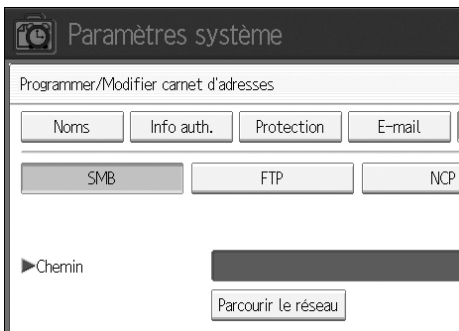 Paramètres système
Programmer/Modifier carnet d'adresses
Noms Info auth. Protection E-mail
SMB FTP NCP
▶Chemin
Parcourir le réseau